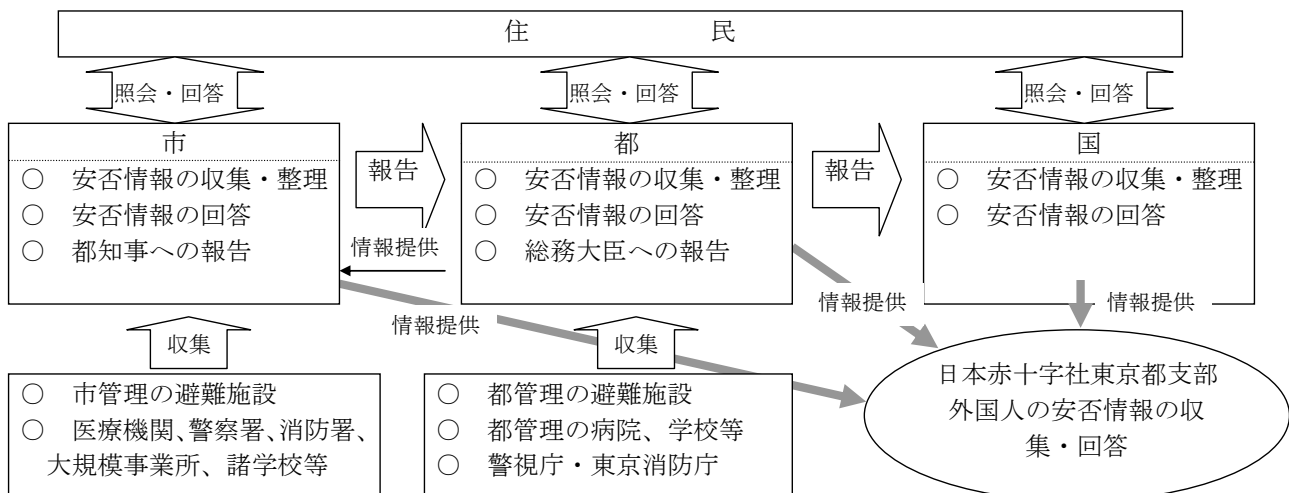 住民
照会・回答
照会・回答
照会・回答
市
○ 安否情報の収集・整理
○ 安否情報の回答
○ 都知事への報告
報告
情報提供
都
○ 安否情報の収集・整理
○ 安否情報の回答
○ 総務大臣への報告
報告
国
○ 安否情報の収集・整理
○ 安否情報の回答
情報提供
情報提供
情報提供
収集
収集
○ 市管理の避難施設
○ 医療機関、警察署、消防署、
大規模事業所、諸学校等
○ 都管理の避難施設
○ 都管理の病院、学校等
○ 警視庁・東京消防庁
日本赤十字社東京都支部
外国人の安否情報の収
集・回答